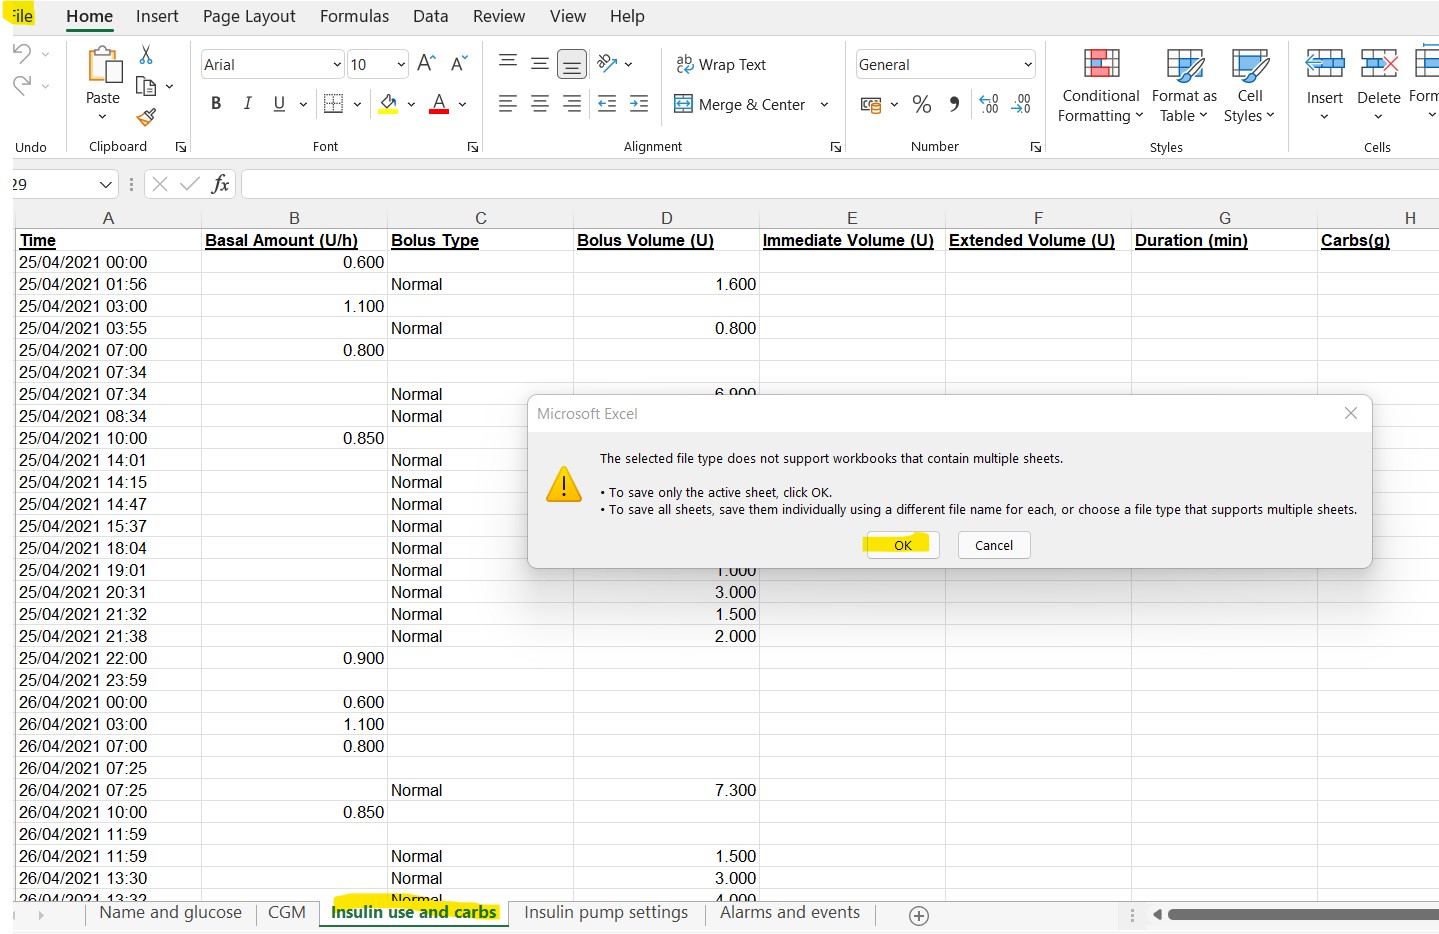 File Home Insert Page Layout Formulas Data Review View Help
Arial 10 A A ab Wrap Text General
Paste B I U A Merge & Center % .00 .00
Conditional Format as Cell Insert Delete
Formatting Table Styles
Undo Clipboard Font Alignment Number Styles Cells
29 fx
A B C D E F G H
Time Basal Amount (U/h) Bolus Type Bolus Volume (U) Immediate Volume (U) Extended Volume (U) Duration (min) Carbs(g)
25/04/2021 00:00 0.600
25/04/2021 01:56 Normal 1.600
25/04/2021 03:00 1.100
25/04/2021 03:55 Normal 0.800
25/04/2021 07:00 0.800
25/04/2021 07:34
25/04/2021 07:34 Normal 6.900
25/04/2021 08:34 Normal
25/04/2021 10:00 0.850
25/04/2021 14:01 Normal
25/04/2021 14:15 Normal
25/04/2021 14:47 Normal
25/04/2021 15:37 Normal
25/04/2021 18:04 Normal
25/04/2021 19:01 Normal 1.000
25/04/2021 20:31 Normal 3.000
25/04/2021 21:32 Normal 1.500
25/04/2021 21:38 Normal 2.000
25/04/2021 22:00 0.900
25/04/2021 23:59
26/04/2021 00:00 0.600
26/04/2021 03:00 1.100
26/04/2021 07:00 0.800
26/04/2021 07:25
26/04/2021 07:25 Normal 7.300
26/04/2021 10:00 0.850
26/04/2021 11:59
26/04/2021 11:59 Normal 1.500
26/04/2021 13:30 Normal 3.000
26/04/2021 13:32 Normal 4.000
Microsoft Excel
The selected file type does not support workbooks that contain multiple sheets.
• To save only the active sheet, click OK.
• To save all sheets, save them individually using a different file name for each, or choose a file type that supports multiple sheets.
OK Cancel
Name and glucose CGM Insulin use and carbs Insulin pump settings Alarms and events